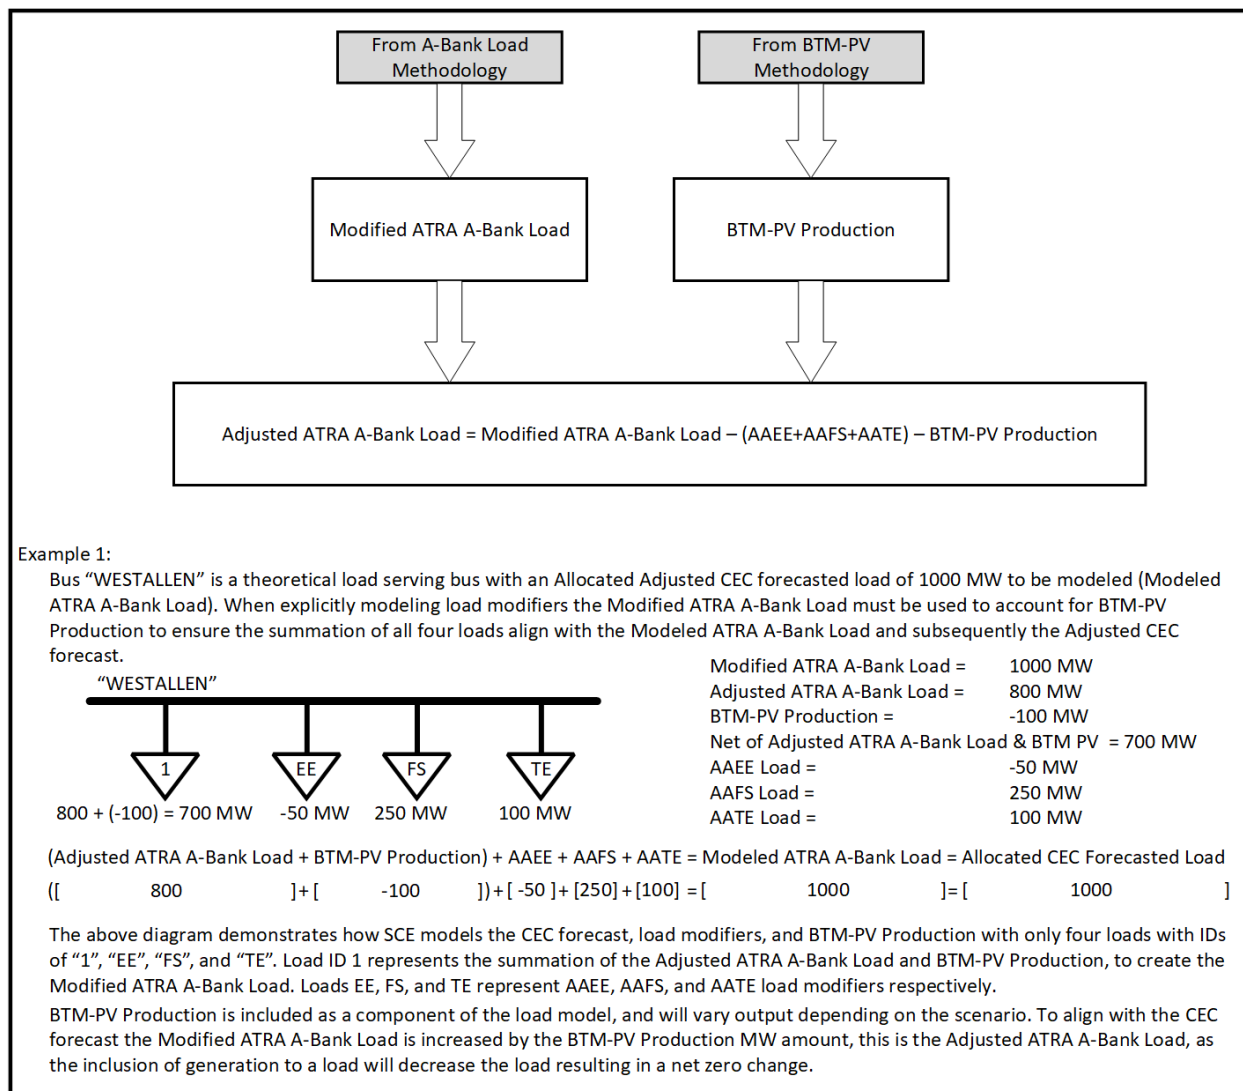 From A-Bank Load
Methodology
From BTM-PV
Methodology
Modified ATRA A-Bank Load
BTM-PV Production
Adjusted ATRA A-Bank Load = Modified ATRA A-Bank Load – (AAEE+AAFS+AATE) – BTM-PV Production
Example 1:
Bus “WESTALLEN” is a theoretical load serving bus with an Allocated Adjusted CEC forecasted load of 1000 MW to be modeled (Modeled
ATRA A-Bank Load). When explicitly modeling load modifiers the Modified ATRA A-Bank Load must be used to account for BTM-PV
Production to ensure the summation of all four loads align with the Modeled ATRA A-Bank Load and subsequently the Adjusted CEC
forecast.
“WESTALLEN”
1
EE
FS
TE
800 + (-100) = 700 MW
-50 MW
250 MW
100 MW
Modified ATRA A-Bank Load = 1000 MW
Adjusted ATRA A-Bank Load = 800 MW
BTM-PV Production = -100 MW
Net of Adjusted ATRA A-Bank Load & BTM PV = 700 MW
AAEE Load = -50 MW
AAFS Load = 250 MW
AATE Load = 100 MW
(Adjusted ATRA A-Bank Load + BTM-PV Production) + AAEE + AAFS + AATE = Modeled ATRA A-Bank Load = Allocated CEC Forecasted Load
([ 800 ]+ [ -100 ])+ [ -50 ]+ [250] + [100] = [ 1000 ]= [ 1000 ]
The above diagram demonstrates how SCE models the CEC forecast, load modifiers, and BTM-PV Production with only four loads with IDs
of “1”, “EE”, “FS”, and “TE”. Load ID 1 represents the summation of the Adjusted ATRA A-Bank Load and BTM-PV Production, to create the
Modified ATRA A-Bank Load. Loads EE, FS, and TE represent AAEE, AAFS, and AATE load modifiers respectively.
BTM-PV Production is included as a component of the load model, and will vary output depending on the scenario. To align with the CEC
forecast the Modified ATRA A-Bank Load is increased by the BTM-PV Production MW amount, this is the Adjusted ATRA A-Bank Load, as
the inclusion of generation to a load will decrease the load resulting in a net zero change.